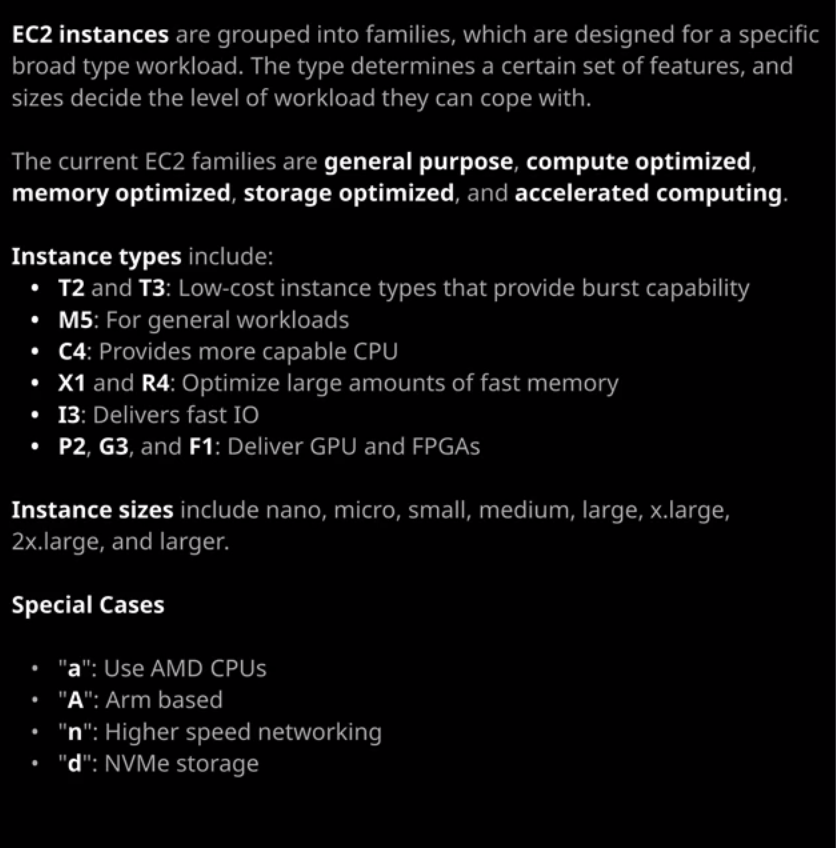 EC2 instances are grouped into families, which are designed for a specific
broad type workload. The type determines a certain set of features, and
sizes decide the level of workload they can cope with.
The current EC2 families are general purpose, compute optimized,
memory optimized, storage optimized, and accelerated computing.
Instance types include:
• T2 and T3: Low-cost instance types that provide burst capability
• M5: For general workloads
• C4: Provides more capable CPU
• X1 and R4: Optimize large amounts of fast memory
• I3: Delivers fast IO
• P2, G3, and F1: Deliver GPU and FPGAs
Instance sizes include nano, micro, small, medium, large, x.large,
2x.large, and larger.
Special Cases
• "a": Use AMD CPUs
• "A": Arm based
• "n": Higher speed networking
• "d": NVMe storage